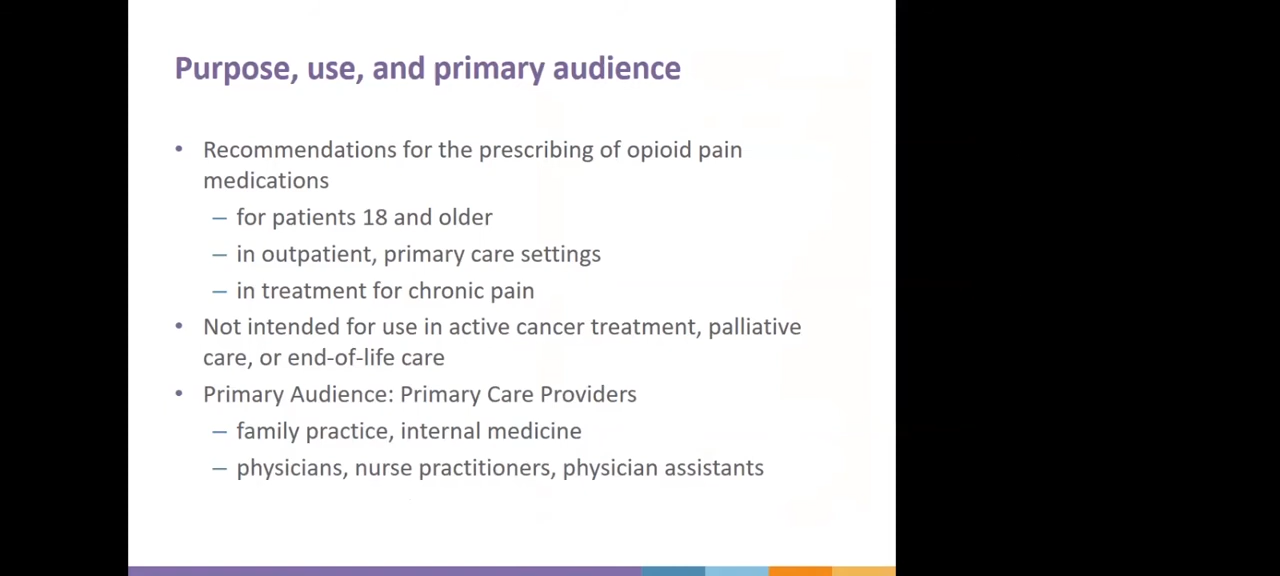 Purpose, use, and primary audience
• Recommendations for the prescribing of opioid pain
medications
– for patients 18 and older
– in outpatient, primary care settings
– in treatment for chronic pain
• Not intended for use in active cancer treatment, palliative
care, or end-of-life care
• Primary Audience: Primary Care Providers
– family practice, internal medicine
– physicians, nurse practitioners, physician assistants